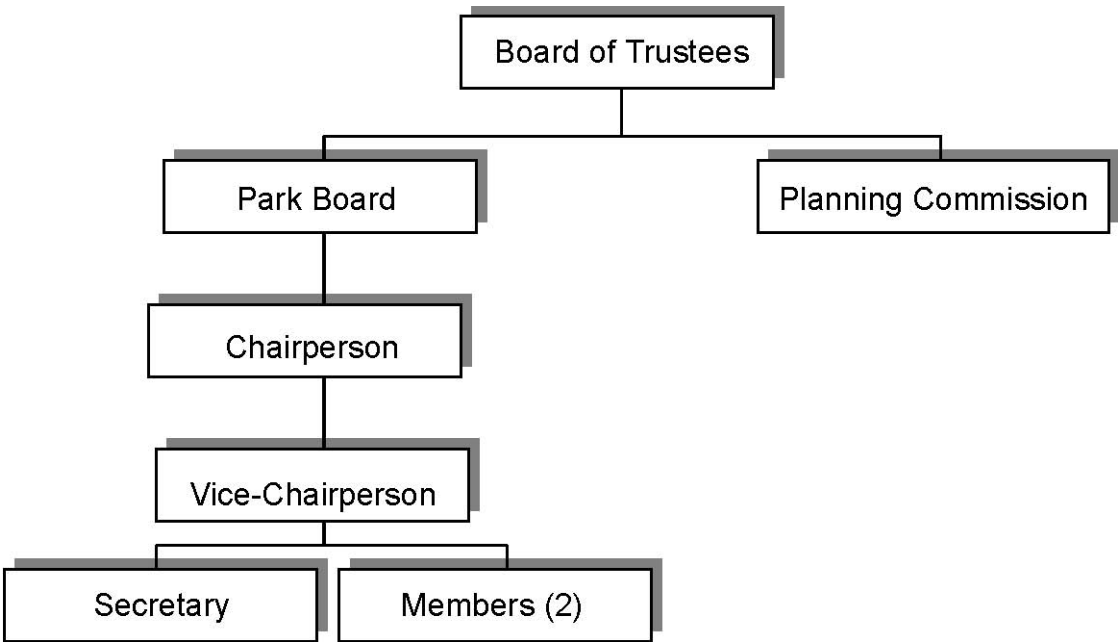 Board of Trustees
Park Board
Planning Commission
Chairperson
Vice-Chairperson
Secretary
Members (2)